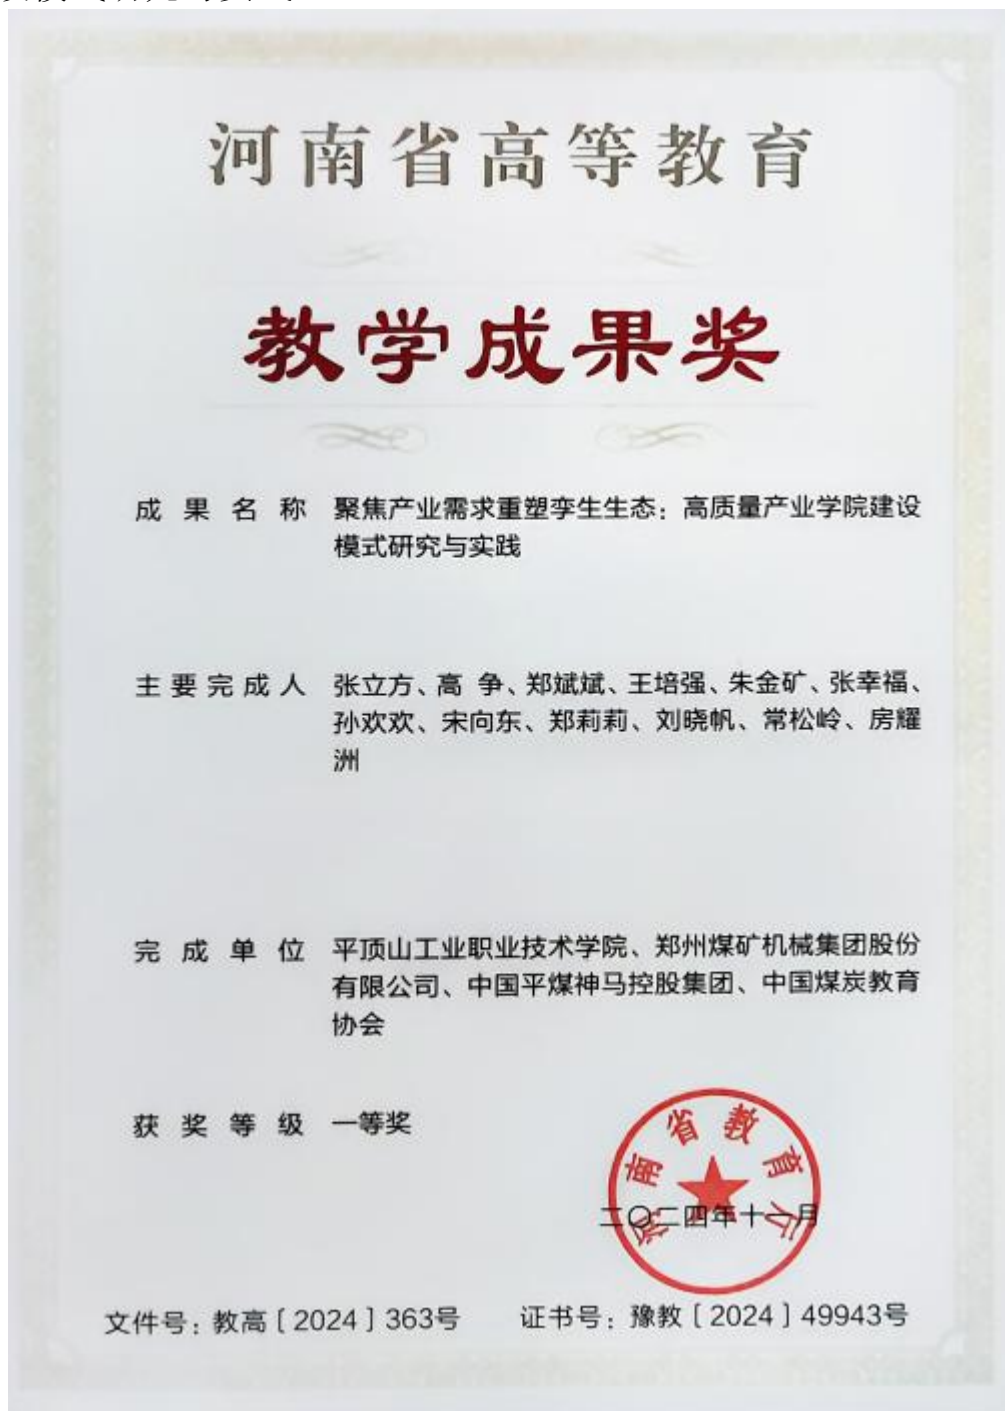 河南省高等教育
教学成果奖
成果名称 聚焦产业需求重塑孪生生态：高质量产业学院建设
模式研究与实践
主要完成人 张立方、高 争、郑斌斌、王培强、朱金矿、张幸福、
孙欢欢、宋向东、郑莉莉、刘晓帆、常松岭、房耀
洲
完成单位 平顶山工业职业技术学院、郑州煤矿机械集团股份
有限公司、中国平煤神马控股集团、中国煤炭教育
协会
获奖等级 一等奖
河南省教育厅
二〇二四年十一月
文件号：教高〔2024〕363号 证书号：豫教〔2024〕49943号